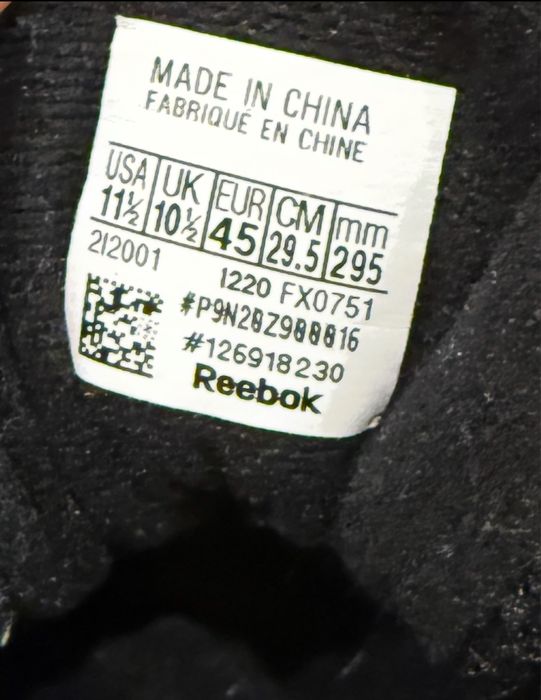 MADE IN CHINA
FABRIQUÉ EN CHINE
USA UK EUR CM mm
11½ 10½ 45 29.5 295
2I2001
1220 FX0751
#126918230
Reebok